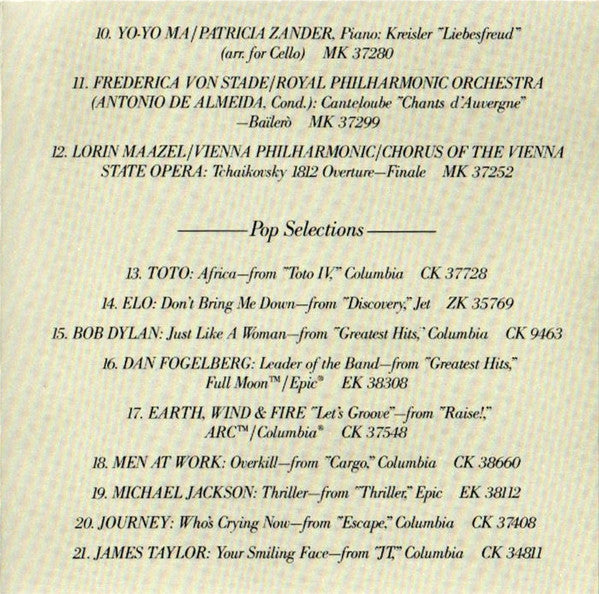 10. YO-YO MA/PATRICIA ZANDER, Piano: Kreisler "Liebesfreud"
(arr. for Cello) MK 37280
11. FREDERICA VON STADE/ROYAL PHILHARMONIC ORCHESTRA
(ANTONIO DE ALMEIDA, Cond.): Canteloube "Chants d'Auvergne"
—Baïlerò MK 37299
12. LORIN MAAZEL/VIENNA PHILHARMONIC/CHORUS OF THE VIENNA
STATE OPERA: Tchaikovsky 1812 Overture—Finale MK 37252
Pop Selections
13. TOTO: Africa—from "Toto IV," Columbia CK 37728
14. ELO: Don't Bring Me Down—from "Discovery," Jet ZK 35769
15. BOB DYLAN: Just Like A Woman—from "Greatest Hits,' Columbia CK 9463
16. DAN FOGELBERG: Leader of the Band—from "Greatest Hits,"
Full Moon™/Epic® EK 38308
17. EARTH, WIND & FIRE "Let's Groove"—from "Raise!,"
ARC™/Columbia® CK 37548
18. MEN AT WORK: Overkill—from "Cargo," Columbia CK 38660
19. MICHAEL JACKSON: Thriller—from "Thriller," Epic EK 38112
20. JOURNEY: Who's Crying Now—from "Escape," Columbia CK 37408
21. JAMES TAYLOR: Your Smiling Face—from "JT," Columbia CK 34811